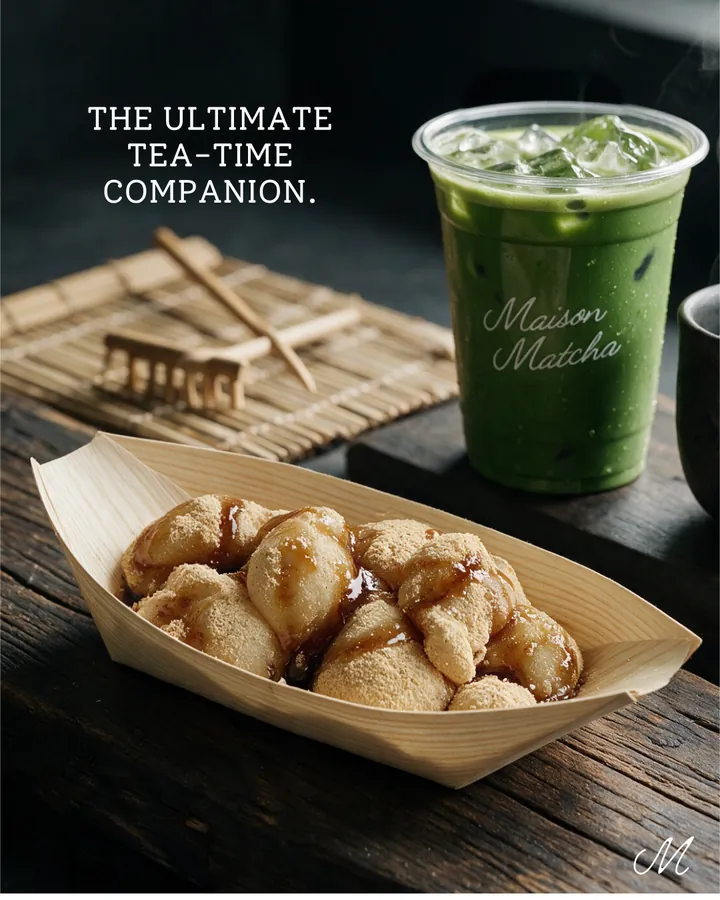 THE ULTIMATE
TEA-TIME
COMPANION.
Maison
Matcha
M